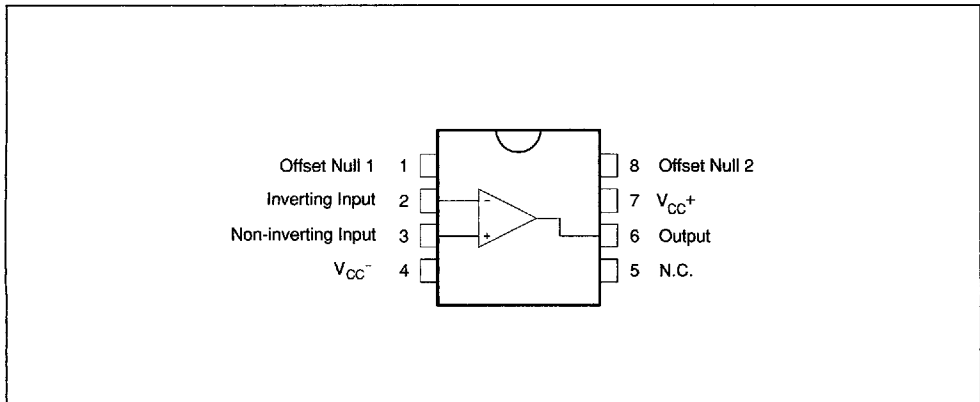 Offset Null 1 1 8 Offset Null 2
Inverting Input 2 - 7 VCC+
Non-inverting Input 3 + 6 Output
VCC- 4 5 N.C.